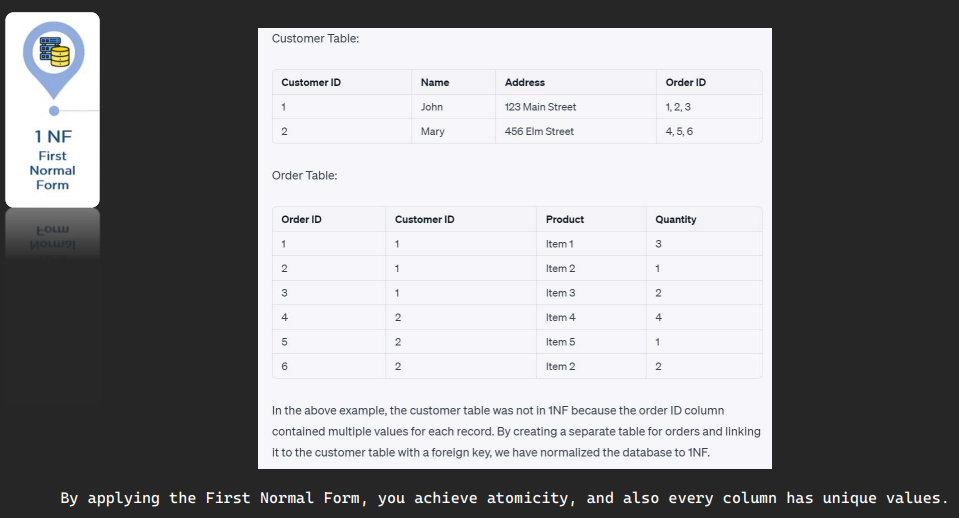 1 NF
First
Normal
Form
Customer Table:
Customer ID Name Address Order ID
1 John 123 Main Street 1, 2, 3
2 Mary 456 Elm Street 4, 5, 6
Order Table:
Order ID Customer ID Product Quantity
1 1 Item 1 3
2 1 Item 2 1
3 1 Item 3 2
4 2 Item 4 4
5 2 Item 5 1
6 2 Item 2 2
In the above example, the customer table was not in 1NF because the order ID column
contained multiple values for each record. By creating a separate table for orders and linking
it to the customer table with a foreign key, we have normalized the database to 1NF.
By applying the First Normal Form, you achieve atomicity, and also every column has unique values.